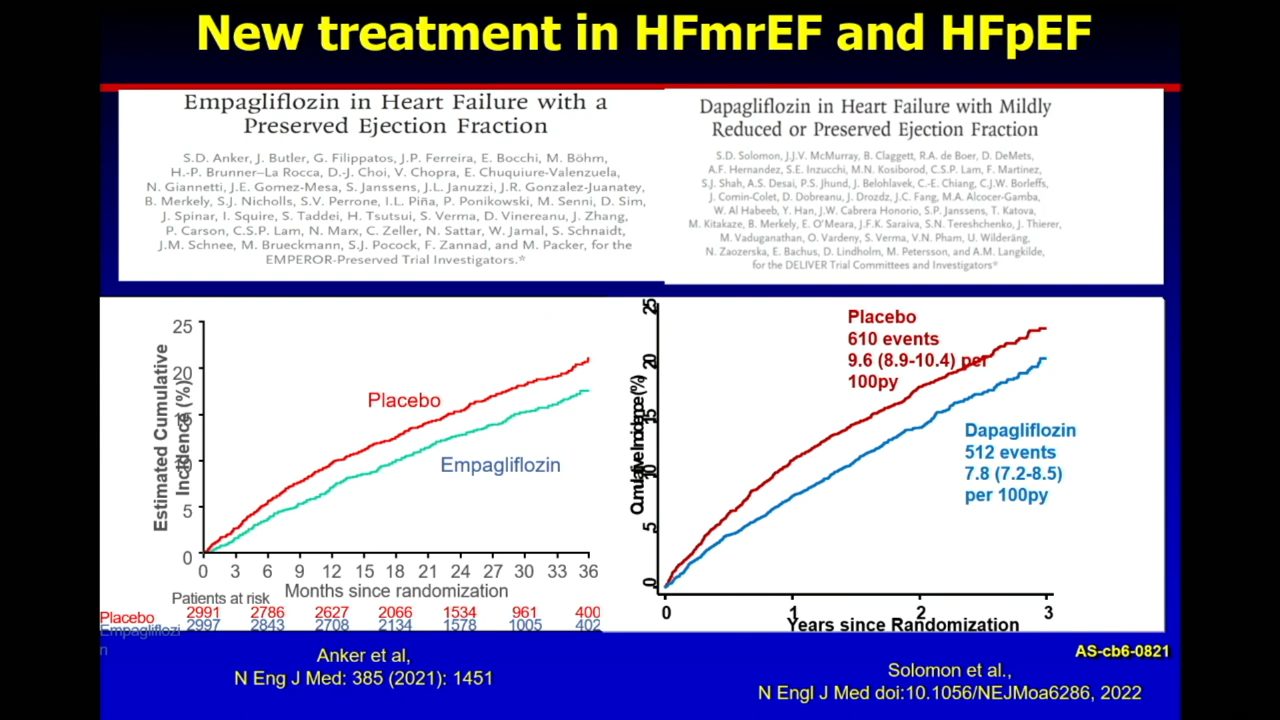 New treatment in HFmrEF and HFpEF
Empagliflozin in Heart Failure with a
Preserved Ejection Fraction
S.D. Anker, J. Butler, G. Filippatos, J.P. Ferreira, E. Bocchi, M. Böhm,
H.-P. Brunner–La Rocca, D.-J. Choi, V. Chopra, E. Chuquiure-Valenzuela,
N. Giannetti, J.E. Gomez-Mesa, S. Janssens, J.L. Januzzi, J.R. Gonzalez-Juanatey,
B. Merkely, S.J. Nicholls, S.V. Perrone, I.L. Piña, P. Ponikowski, M. Senni, D. Sim,
J. Spinar, I. Squire, S. Taddei, H. Tsutsui, S. Verma, D. Vinereanu, J. Zhang,
P. Carson, C.S.P. Lam, N. Marx, C. Zeller, N. Sattar, W. Jamal, S. Schnaidt,
J.M. Schnee, M. Brueckmann, S.J. Pocock, F. Zannad, and M. Packer, for the
EMPEROR-Preserved Trial Investigators.*
Dapagliflozin in Heart Failure with Mildly
Reduced or Preserved Ejection Fraction
S.D. Solomon, J.J.V. McMurray, B. Claggett, R.A. de Boer, D. DeMets,
A.F. Hernandez, S.E. Inzucchi, M.N. Kosiborod, C.S.P. Lam, F. Martinez,
S.J. Shah, A.S. Desai, P.S. Jhund, J. Belohlavek, C.-E. Chiang, C.J.W. Borleffs,
J. Comin-Colet, D. Dobreanu, J. Drozdz, J.C. Fang, M.A. Alcocer-Gamba,
W. Al Habeeb, Y. Han, J.W. Cabrera Honorio, S.P. Janssens, T. Katova,
M. Kitakaze, B. Merkely, E. O'Meara, J.F.K. Saraiva, S.N. Tereshchenko, J. Thierer,
M. Vaduganathan, O. Vardeny, S. Verma, V.N. Pham, U. Wilderäng,
N. Zaozerska, E. Bachus, D. Lindholm, M. Petersson, and A.M. Langkilde,
for the DELIVER Trial Committees and Investigators*
Estimated Cumulative
Incidence (%)
25
20
15
10
5
0
Placebo
Empagliflozin
0 3 6 9 12 15 18 21 24 27 30 33 36
Months since randomization
Patients at risk
Placebo 2991 2786 2627 2066 1534 961 400
Empagliflozi 2997 2843 2708 2134 1578 1005 402
n
Cumulative Incidence (%)
25
20
15
10
5
0
Placebo
610 events
9.6 (8.9-10.4) per
100py
Dapagliflozin
512 events
7.8 (7.2-8.5)
per 100py
0 1 2 3
Years since Randomization
AS-cb6-0821
Anker et al,
N Eng J Med: 385 (2021): 1451
Solomon et al.,
N Engl J Med doi:10.1056/NEJMoa6286, 2022